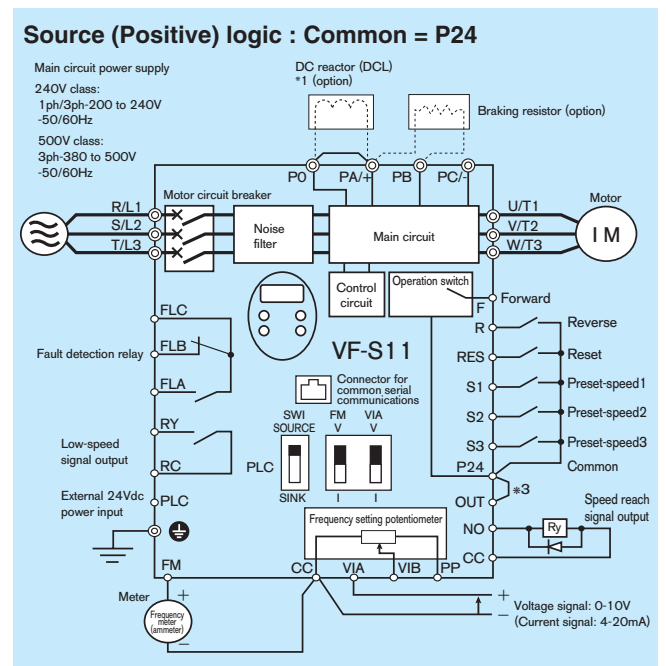 Source (Positive) logic : Common = P24
Main circuit power supply
240V class:
1ph/3ph-200 to 240V
-50/60Hz
500V class:
3ph-380 to 500V
-50/60Hz
DC reactor (DCL)
*1 (option)
Braking resistor (option)
P0 PA/+ PB PC/-
Motor circuit breaker
R/L1
S/L2
T/L3
Noise
filter
Main circuit
U/T1
V/T2
W/T3
Motor
I M
Control
circuit
Operation switch
F
Forward
R
Reverse
RES
Reset
S1
Preset-speed1
S2
Preset-speed2
S3
Preset-speed3
P24
Common
*3
OUT
Speed reach
signal output
NO
Ry
CC
FLC
Fault detection relay
FLB
FLA
RY
Low-speed
signal output
RC
External 24Vdc
power input
PLC
VF-S11
Connector for
common serial
communications
SWI
SOURCE
FM
V
VIA
V
PLC
SINK
I
I
Frequency setting potentiometer
FM
CC VIA VIB PP
Meter
+
Frequency
meter
(ammeter)
−
+
−
Voltage signal: 0-10V
(Current signal: 4-20mA)